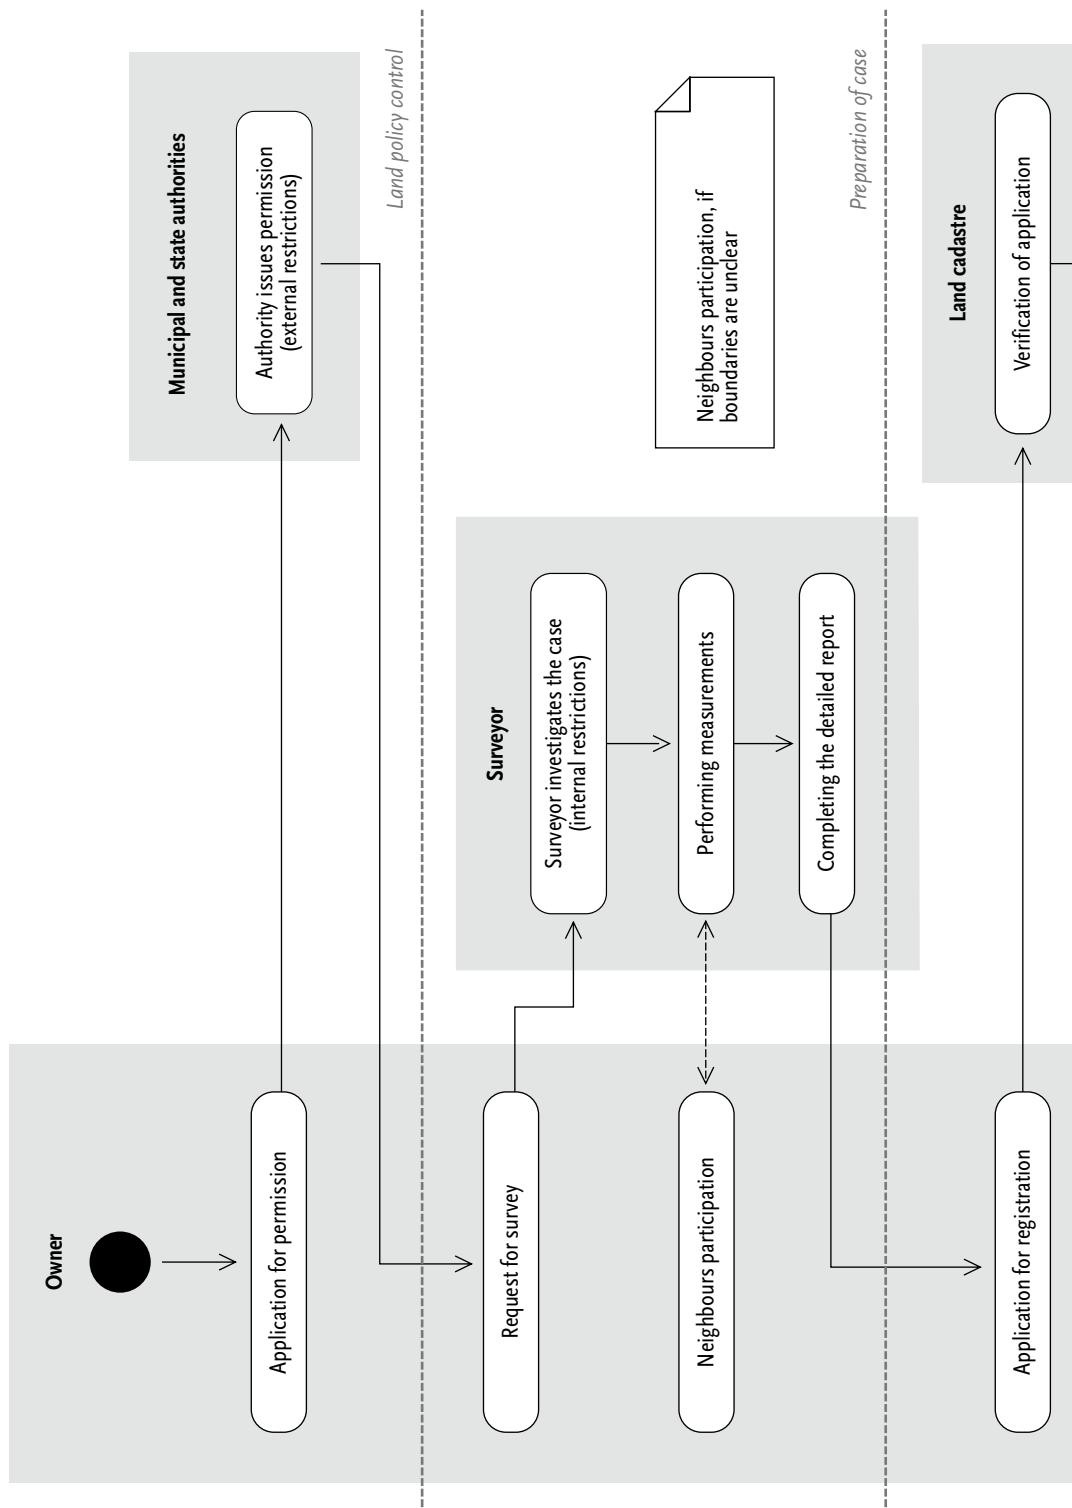 Owner
Application for permission
Municipal and state authorities
Authority issues permission
(external restrictions)
Land policy control
Request for survey
Surveyor
Surveyor investigates the case
(internal restrictions)
Neighbours participation
Performing measurements
Neighbours participation, if
boundaries are unclear
Completing the detailed report
Preparation of case
Application for registration
Land cadastre
Verification of application